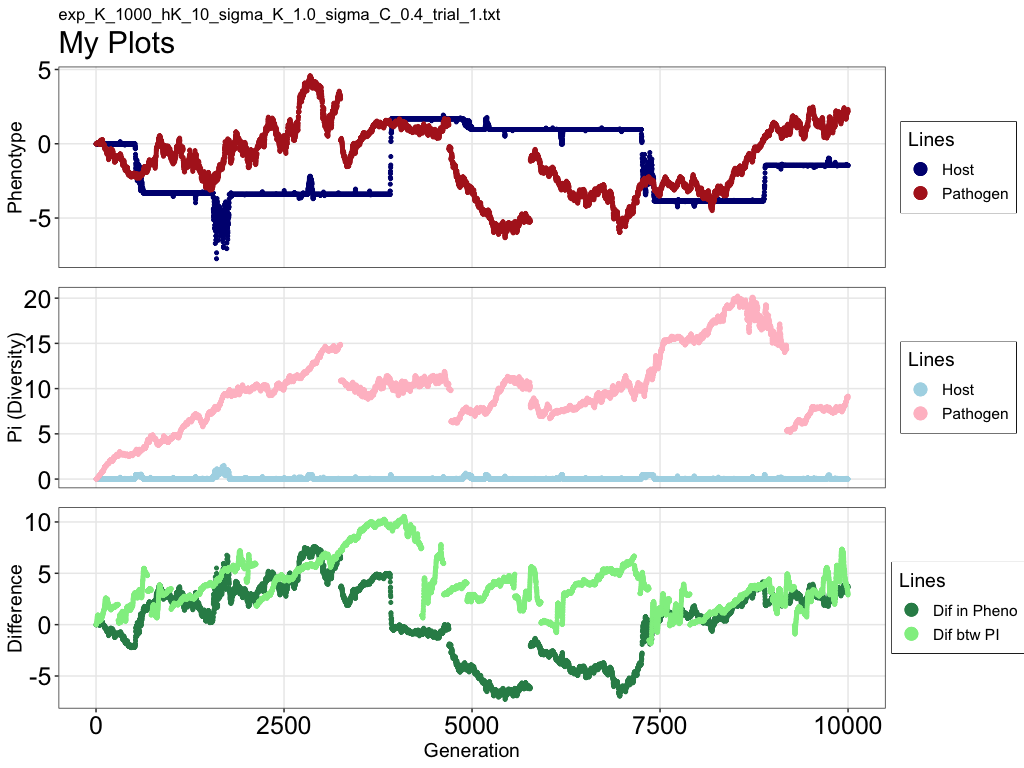 exp_K_1000_hK_10_sigma_K_1.0_sigma_C_0.4_trial_1.txt
My Plots
Phenotype
5
0
-5
Lines
Host
Pathogen
Pi (Diversity)
20
15
10
5
0
Lines
Host
Pathogen
Difference
10
5
0
-5
Lines
Dif in Pheno
Dif btw PI
0 2500 5000 7500 10000
Generation